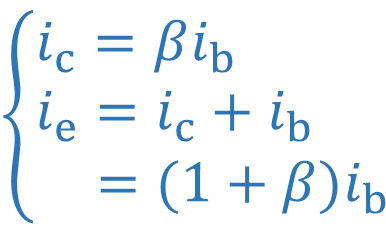 i_c = βi_b
i_e = i_c + i_b
= (1 + β)i_b